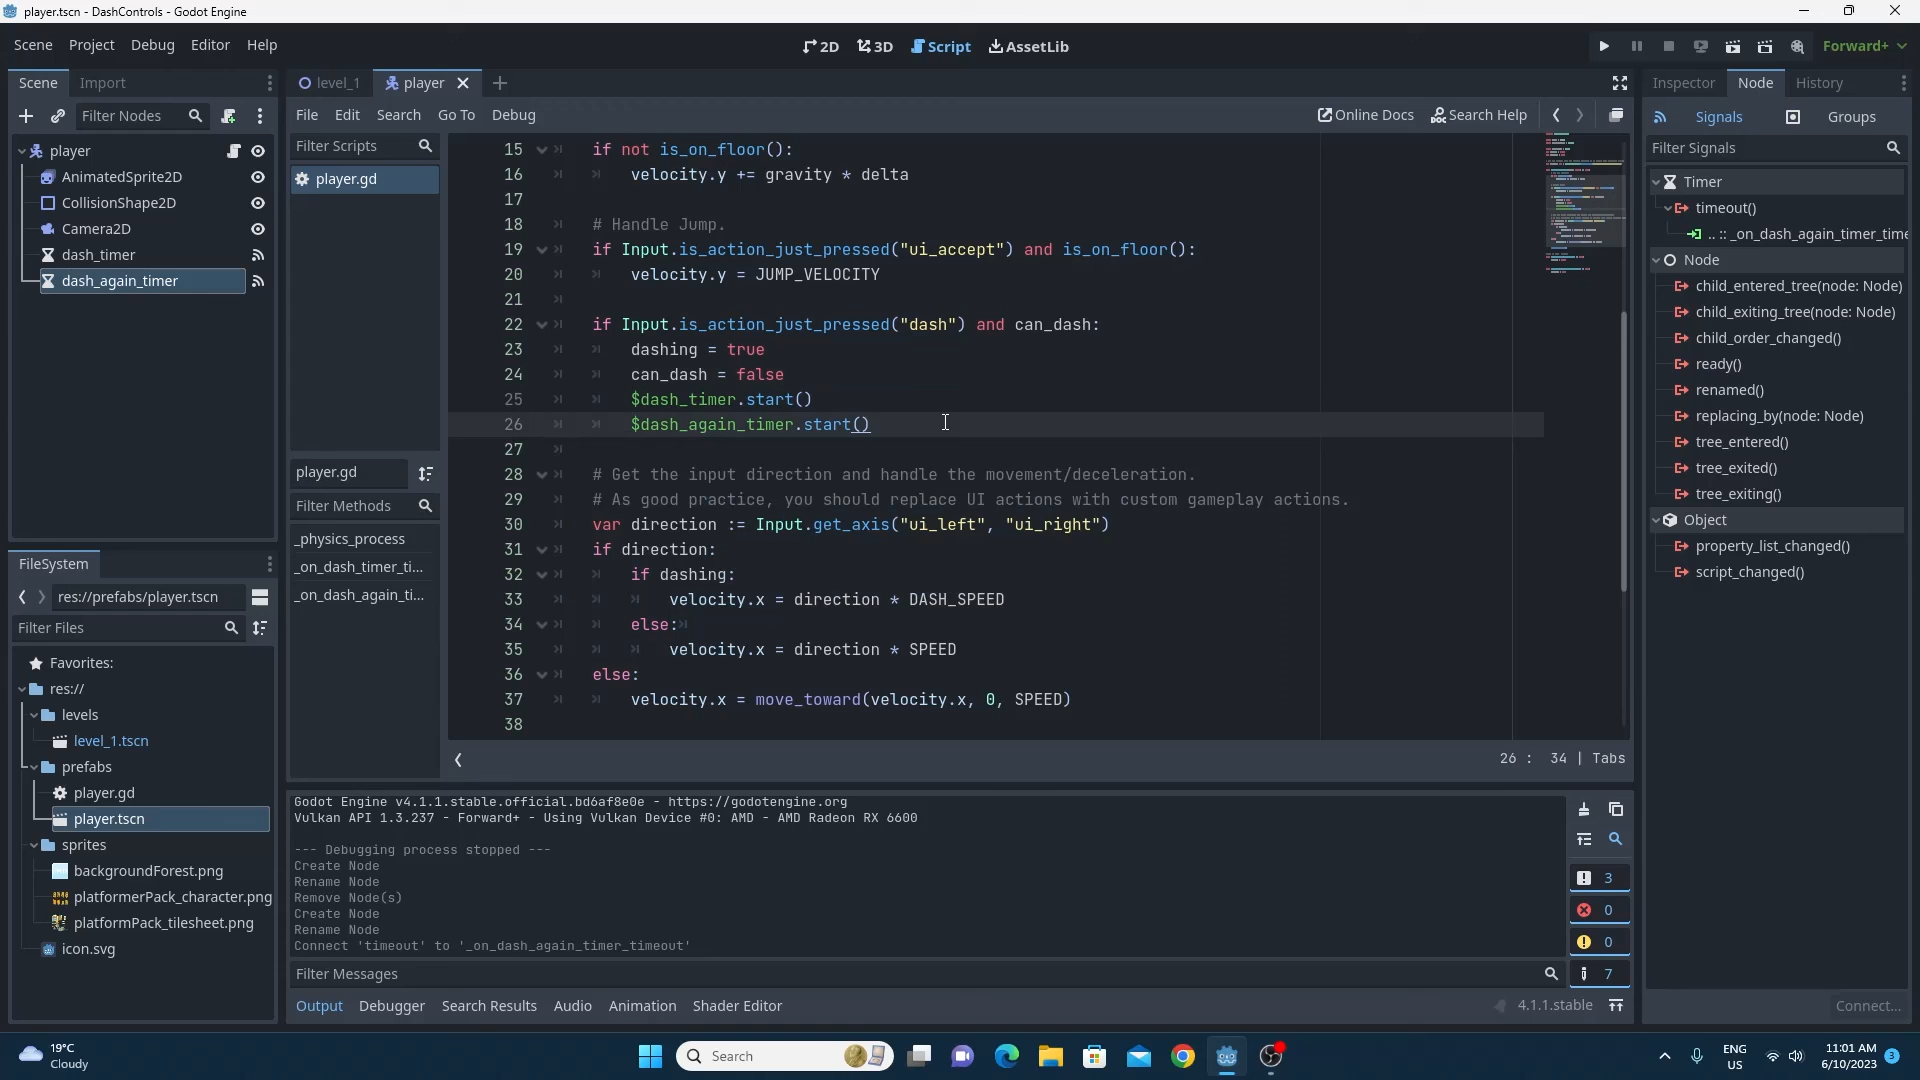 player.tscn - DashControls - Godot Engine
Scene Project Debug Editor Help
2D 3D Script AssetLib
Forward+
Scene Import
level_1 player
Inspector Node History
Filter Nodes
File Edit Search Go To Debug
Online Docs Search Help
Signals Groups
Filter Signals
player
AnimatedSprite2D
CollisionShape2D
Camera2D
dash_timer
dash_again_timer
FileSystem
res://prefabs/player.tscn
Filter Files
Favorites:
res://
levels
level_1.tscn
prefabs
player.gd
player.tscn
sprites
backgroundForest.png
platformerPack_character.png
platformPack_tilesheet.png
icon.svg
Filter Scripts
player.gd
player.gd
Filter Methods
_physics_process
_on_dash_timer_ti...
_on_dash_again_ti...
15 if not is_on_floor():
16 velocity.y += gravity * delta
17
18 # Handle Jump.
19 if Input.is_action_just_pressed("ui_accept") and is_on_floor():
20 velocity.y = JUMP_VELOCITY
21
22 if Input.is_action_just_pressed("dash") and can_dash:
23 dashing = true
24 can_dash = false
25 $dash_timer.start()
26 $dash_again_timer.start()
27
28 # Get the input direction and handle the movement/deceleration.
29 # As good practice, you should replace UI actions with custom gameplay actions.
30 var direction := Input.get_axis("ui_left", "ui_right")
31 if direction:
32 if dashing:
33 velocity.x = direction * DASH_SPEED
34 else:
35 velocity.x = direction * SPEED
36 else:
37 velocity.x = move_toward(velocity.x, 0, SPEED)
38
26 : 34 | Tabs
Godot Engine v4.1.1.stable.official.bd6af8e0e - https://godotengine.org
Vulkan API 1.3.237 - Forward+ - Using Vulkan Device #0: AMD - AMD Radeon RX 6600
--- Debugging process stopped ---
Create Node
Rename Node
Remove Node(s)
Create Node
Rename Node
Connect 'timeout' to '_on_dash_again_timer_timeout'
3
0
0
7
Filter Messages
Output Debugger Search Results Audio Animation Shader Editor
4.1.1.stable
Timer
timeout()
.. :: _on_dash_again_timer_time
Node
child_entered_tree(node: Node)
child_exiting_tree(node: Node)
child_order_changed()
ready()
renamed()
replacing_by(node: Node)
tree_entered()
tree_exited()
tree_exiting()
Object
property_list_changed()
script_changed()
Connect...
19°C
Cloudy
Search
ENG
US
11:01 AM
6/10/2023
3